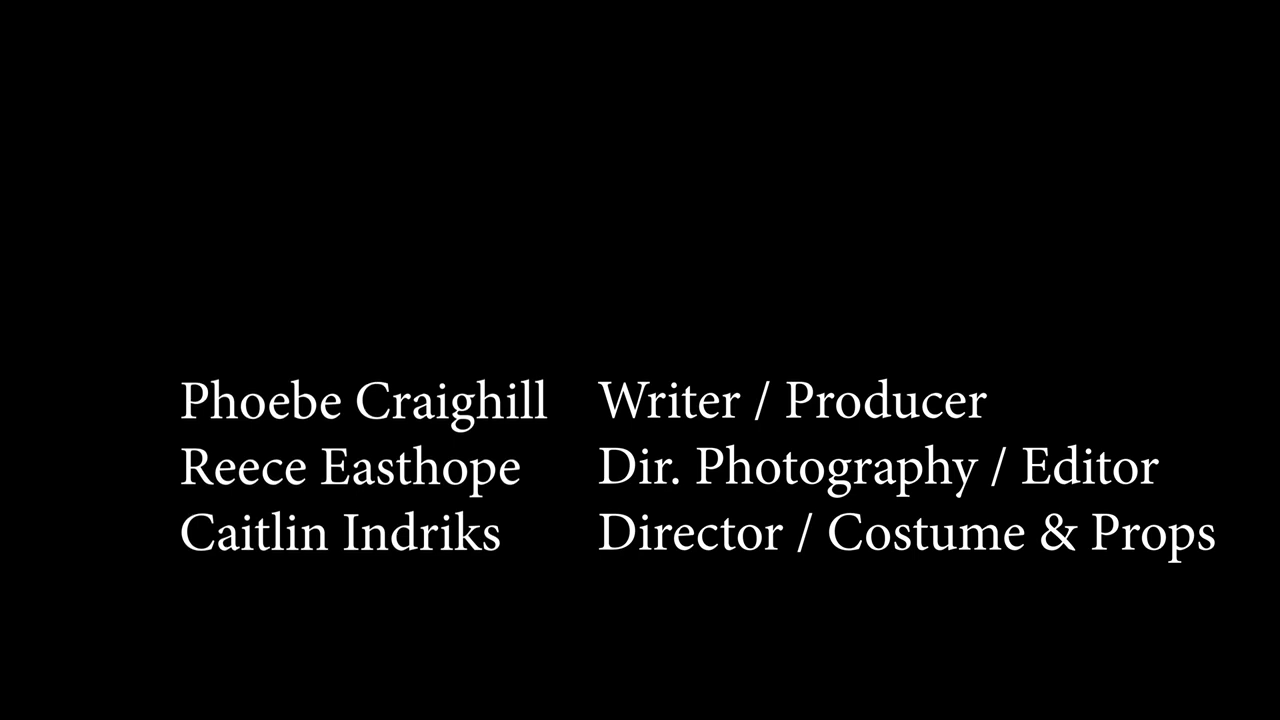 Phoebe Craighill Writer / Producer
Reece Easthope Dir. Photography / Editor
Caitlin Indriks Director / Costume & Props